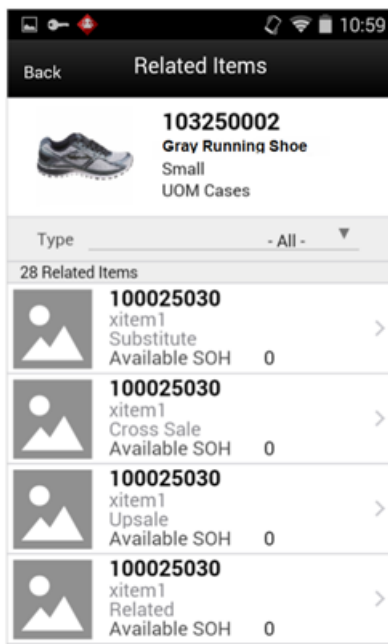 10:59
Back
Related Items
103250002
Gray Running Shoe
Small
UOM Cases
Type - All -
28 Related Items
100025030
xitem1
Substitute
Available SOH 0
100025030
xitem1
Cross Sale
Available SOH 0
100025030
xitem1
Upsale
Available SOH 0
100025030
xitem1
Related
Available SOH 0